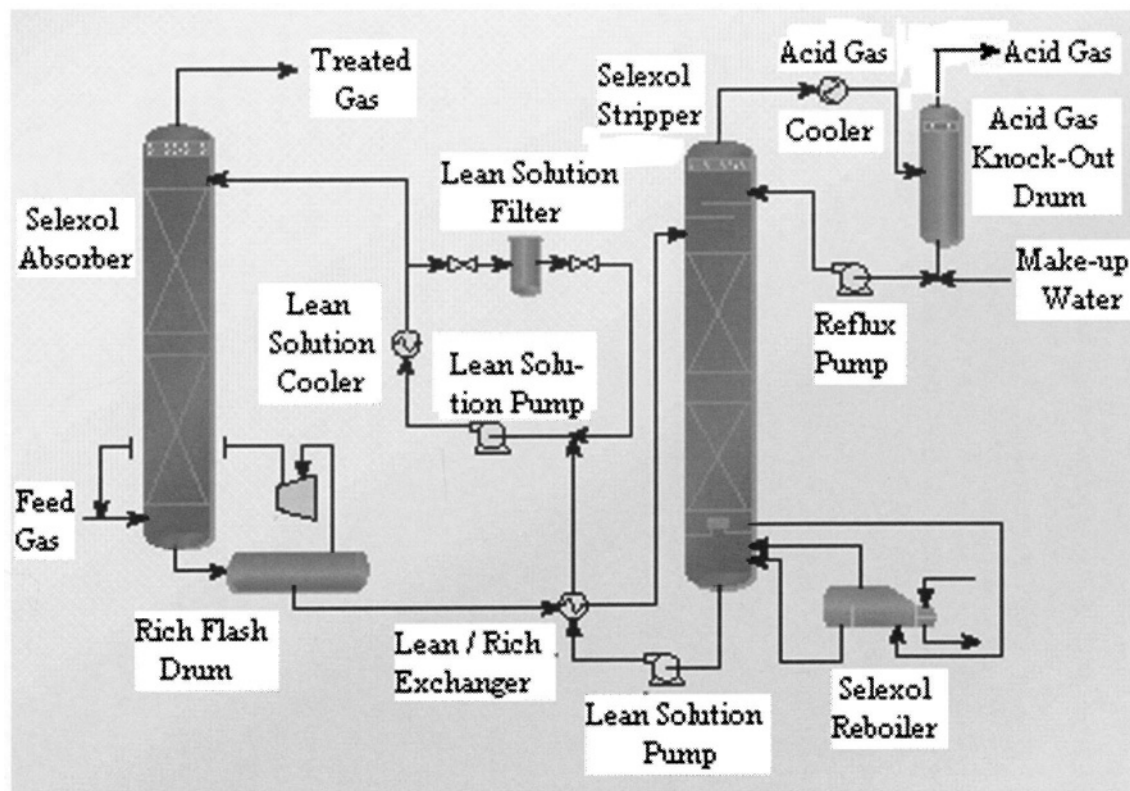 Treated
Gas
Selexol
Stripper
Acid Gas
Cooler
Acid Gas
Acid Gas
Knock-Out
Drum
Lean Solution
Filter
Selexol
Absorber
Make-up
Water
Lean
Solution
Cooler
Lean Solu-
tion Pump
Reflux
Pump
Feed
Gas
Rich Flash
Drum
Lean / Rich
Exchanger
Lean Solution
Pump
Selexol
Reboiler